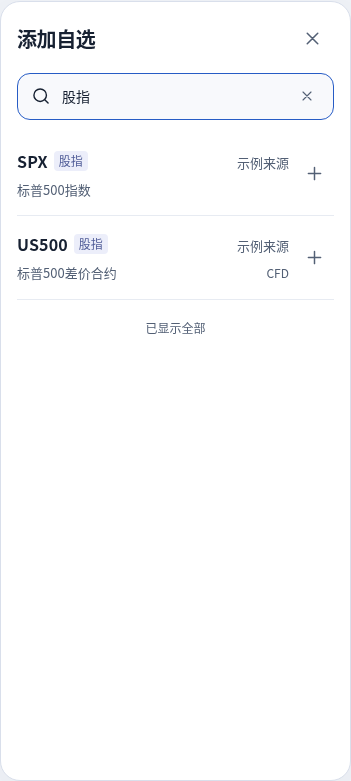 添加自选
股指
SPX 股指 示例来源
标普500指数
US500 股指 示例来源
标普500差价合约 CFD
已显示全部